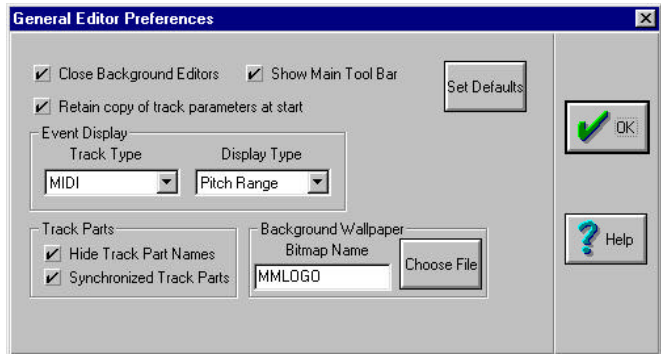 General Editor Preferences
Close Background Editors
Show Main Tool Bar
Set Defaults
Retain copy of track parameters at start
OK
Event Display
Track Type
Display Type
MIDI
Pitch Range
Track Parts
Hide Track Part Names
Synchronized Track Parts
Background Wallpaper
Bitmap Name
MMLOGO
Choose File
Help